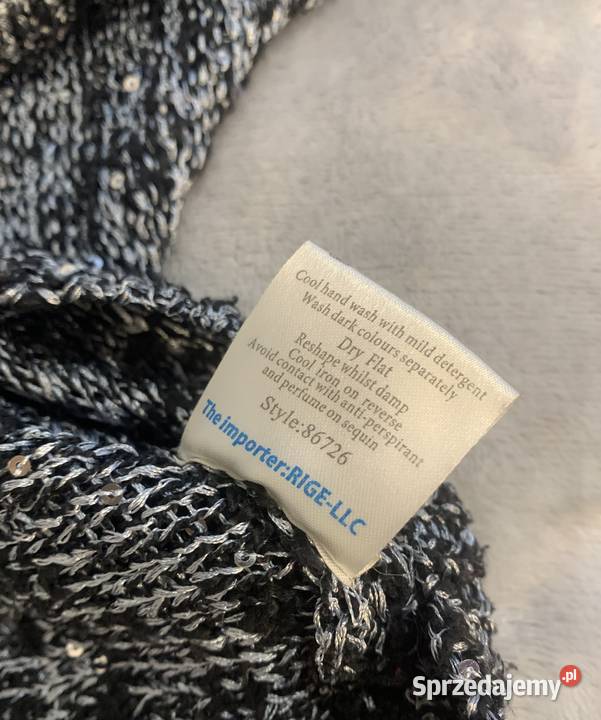 Cool hand wash with mild detergent
Wash dark colours separately
Dry Flat
Reshape whilst damp
Cool iron on reverse
Avoid contact with anti-perspirant
and perfume on sequin
Style:86726
The importer:RIGE-LLC
Sprzedajemy.pl